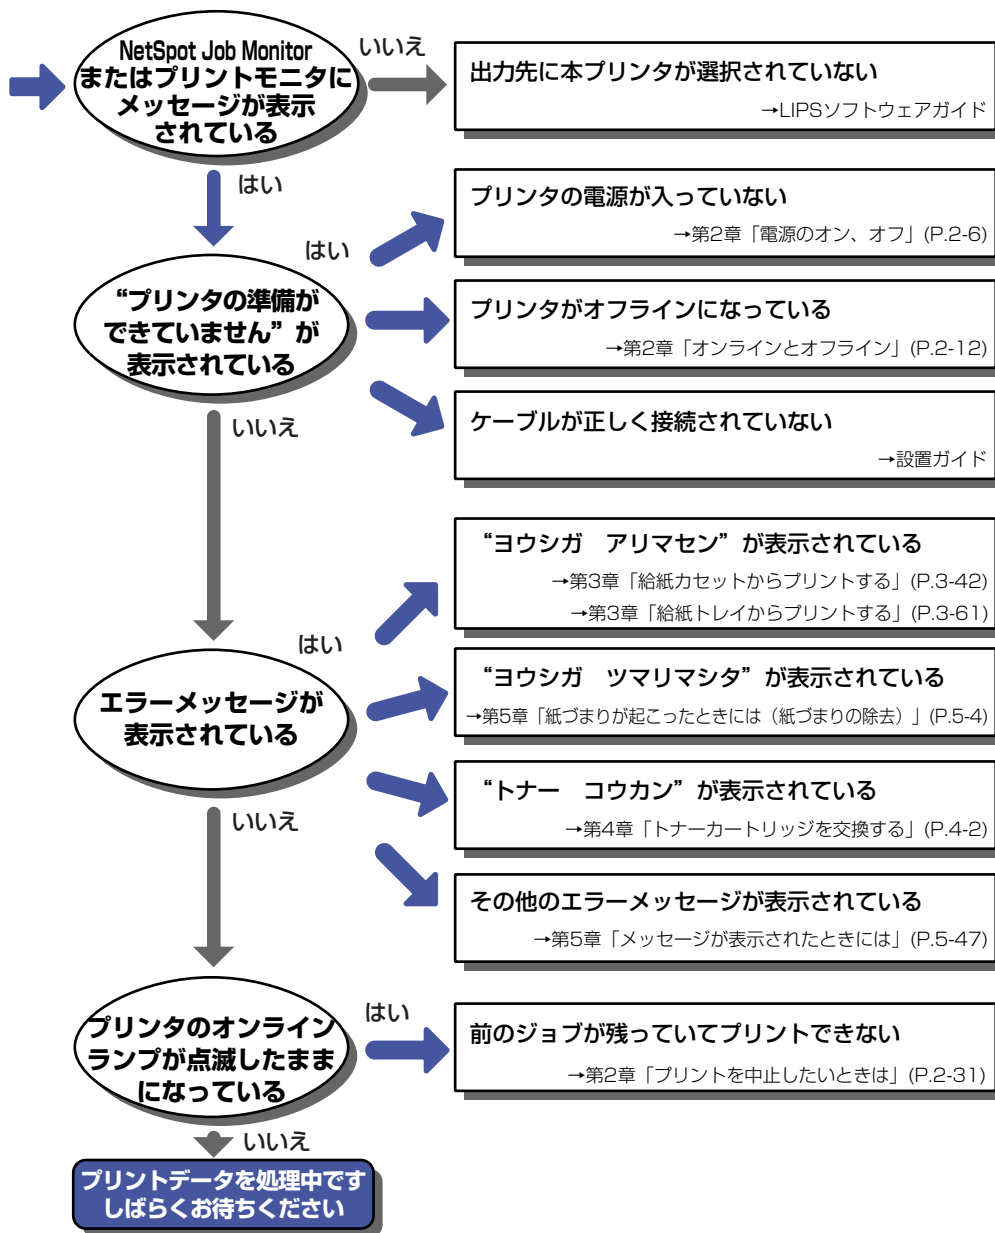 NetSpot Job Monitor
またはプリントモニタに
メッセージが表示
されている
いいえ
出力先に本プリンタが選択されていない
→LIPSソフトウェアガイド
はい
はい
プリンタの電源が入っていない
→第2章「電源のオン、オフ」(P.2-6)
“プリンタの準備が
できていません”が
表示されている
プリンタがオフラインになっている
→第2章「オンラインとオフライン」(P.2-12)
ケーブルが正しく接続されていない
→設置ガイド
いいえ
はい
“ヨウシガ　アリマセン”が表示されている
→第3章「給紙カセットからプリントする」(P.3-42)
→第3章「給紙トレイからプリントする」(P.3-61)
エラーメッセージが
表示されている
“ヨウシガ　ツマリマシタ”が表示されている
→第5章「紙づまりが起こったときには（紙づまりの除去）」(P.5-4)
“トナー　コウカン”が表示されている
→第4章「トナーカートリッジを交換する」(P.4-2)
いいえ
その他のエラーメッセージが表示されている
→第5章「メッセージが表示されたときには」(P.5-47)
プリンタのオンライン
ランプが点滅したまま
になっている
はい
前のジョブが残っていてプリントできない
→第2章「プリントを中止したいときは」(P.2-31)
いいえ
プリントデータを処理中です
しばらくお待ちください